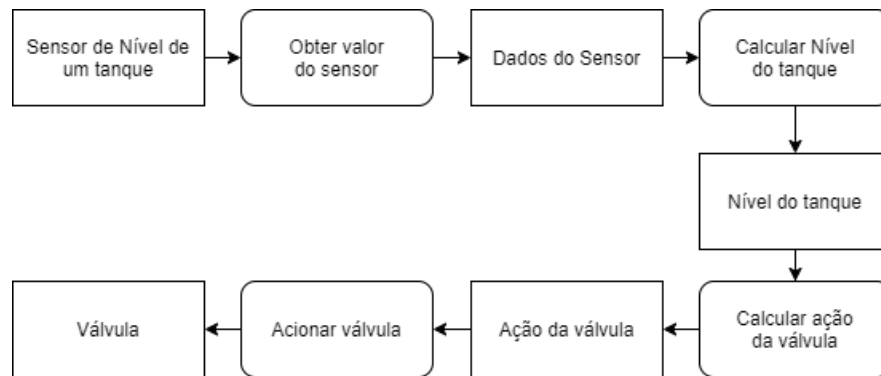 Sensor de Nível de
um tanque
Obter valor
do sensor
Dados do Sensor
Calcular Nível
do tanque
Nível do tanque
Calcular ação
da válvula
Ação da válvula
Acionar válvula
Válvula